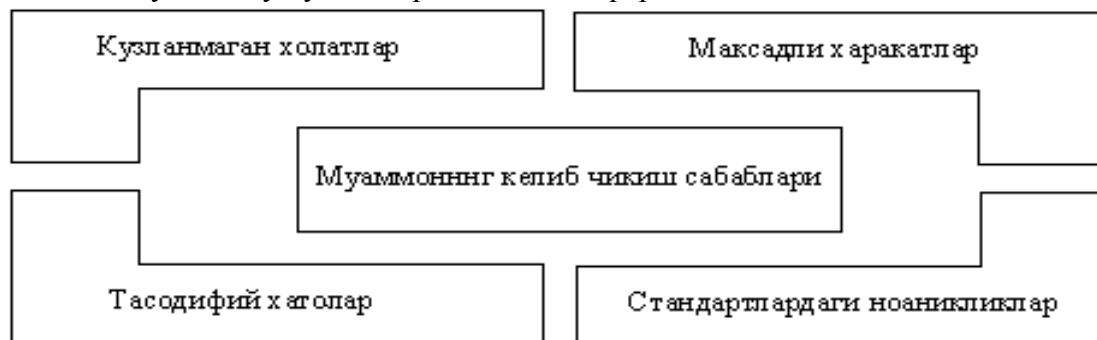 Кузланмаган холатлар
Максадли харакатлар
Муаммонинг келиб чикиш сабаблари
Тасодифий хатолар
Стандартлардаги ноаникликлар